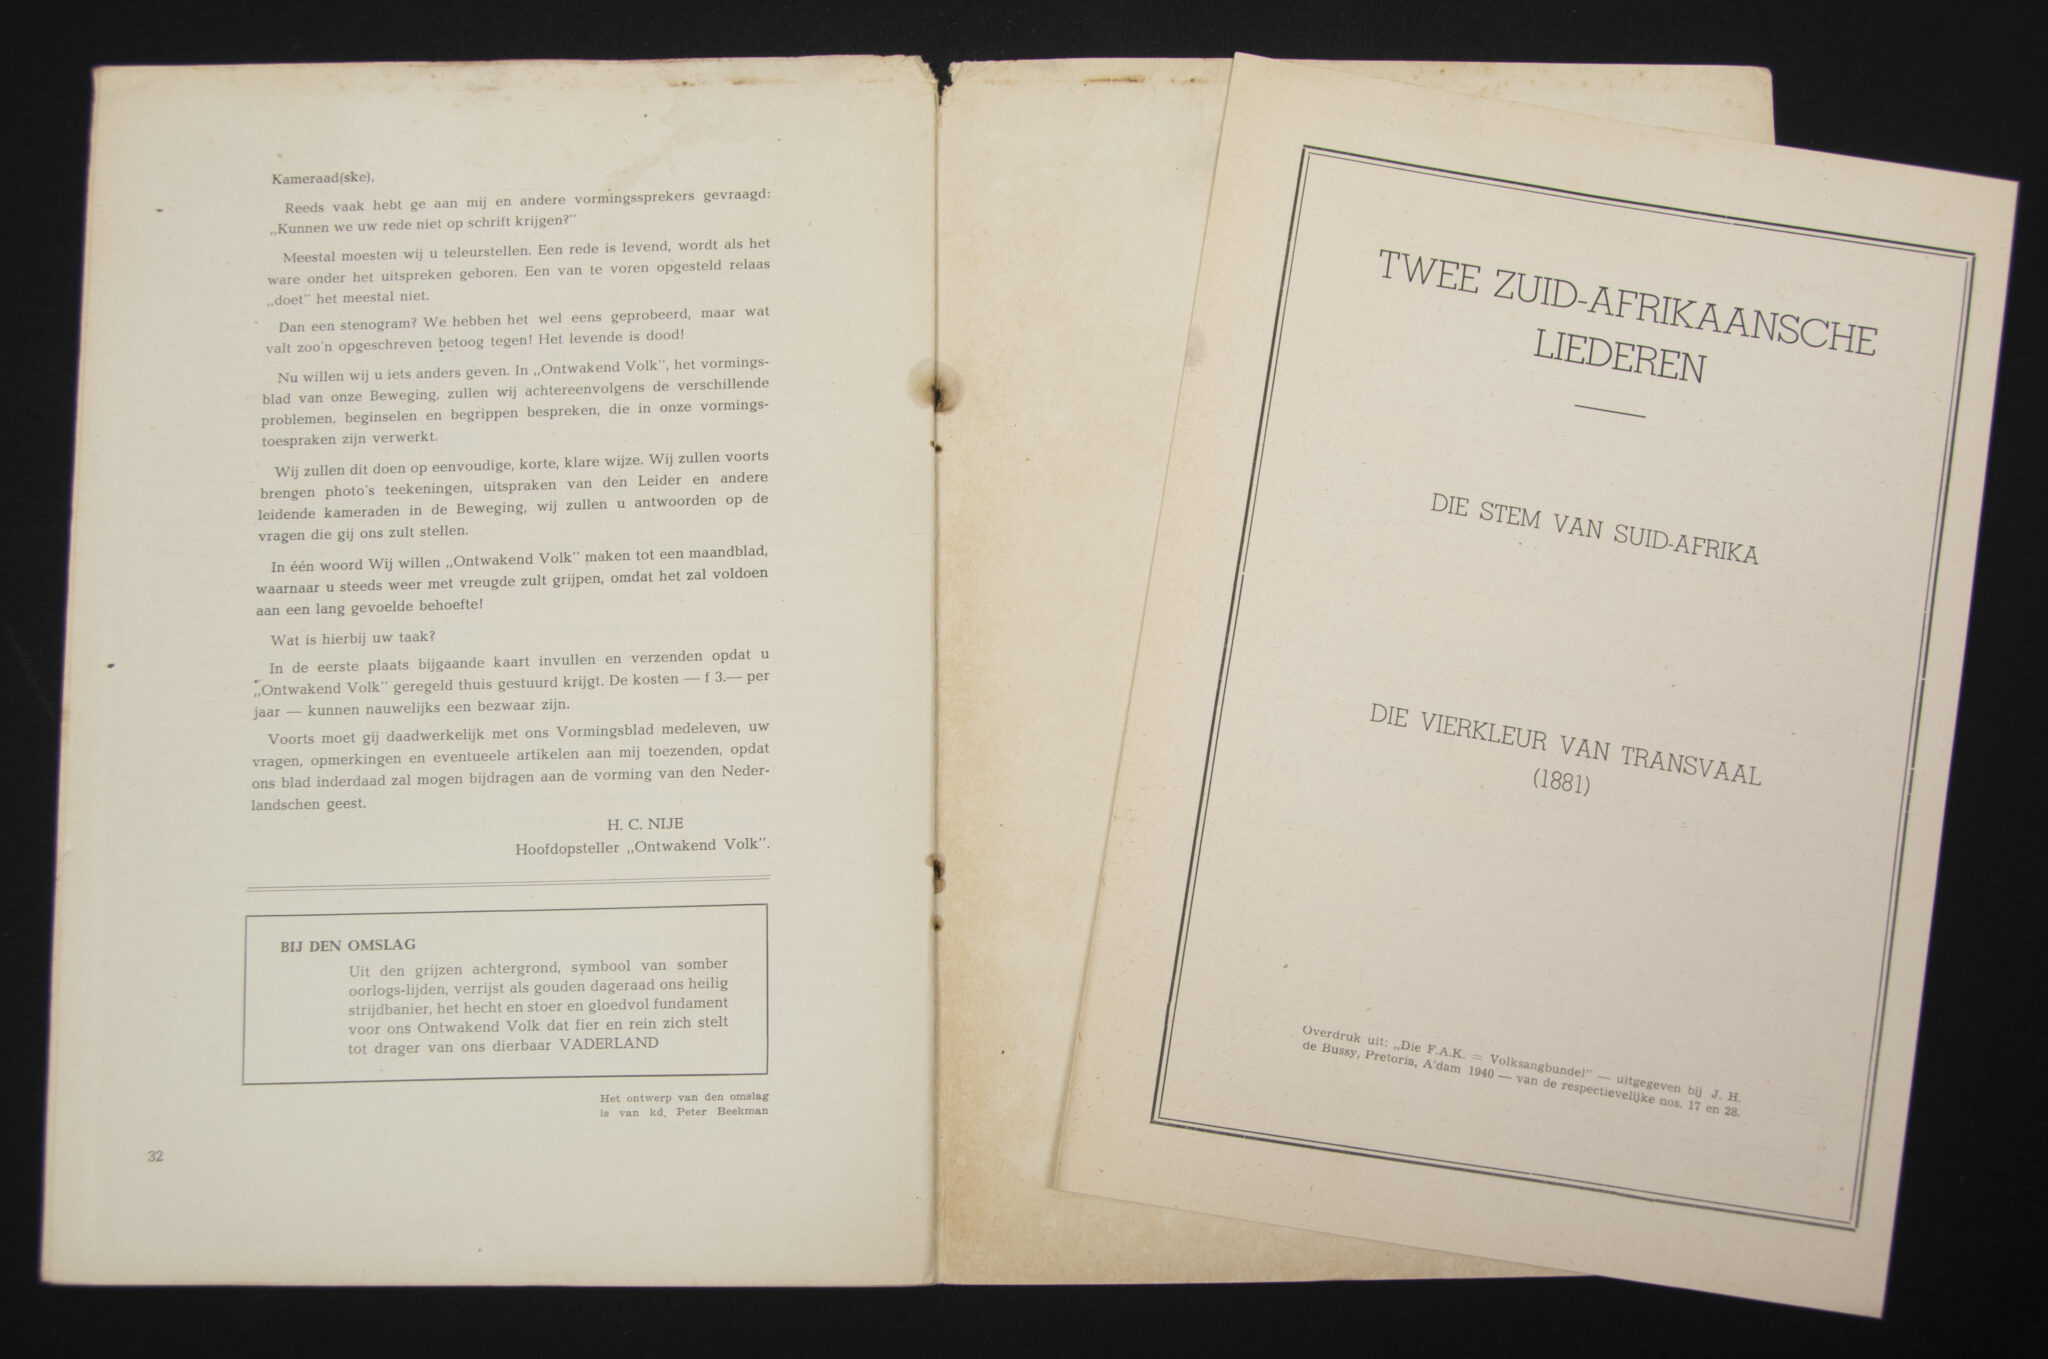 Kameraad(ske),
Reeds vaak hebt ge aan mij en andere vormingssprekers gevraagd:
„Kunnen we uw rede niet op schrift krijgen?"
Meestal moesten wij u teleurstellen. Een rede is levend, wordt als het
ware onder het uitspreken geboren. Een van te voren opgesteld relaas
„doet" het meestal niet.
Dan een stenogram? We hebben het wel eens geprobeerd, maar wat
valt zoo'n opgeschreven betoog tegen! Het levende is dood!
Nu willen wij u iets anders geven. In „Ontwakend Volk", het vormings-
blad van onze Beweging, zullen wij achtereenvolgens de verschillende
problemen, beginselen en begrippen bespreken, die in onze vormings-
toespraken zijn verwerkt.
Wij zullen dit doen op eenvoudige, korte, klare wijze. Wij zullen voorts
brengen photo's teekeningen, uitspraken van den Leider en andere
leidende kameraden in de Beweging, wij zullen u antwoorden op de
vragen die gij ons zult stellen.
In één woord Wij willen „Ontwakend Volk" maken tot een maandblad,
waarnaar u steeds weer met vreugde zult grijpen, omdat het zal voldoen
aan een lang gevoelde behoefte!
Wat is hierbij uw taak?
In de eerste plaats bijgaande kaart invullen en verzenden opdat u
„Ontwakend Volk" geregeld thuis gestuurd krijgt. De kosten — f 3.— per
jaar — kunnen nauwelijks een bezwaar zijn.
Voorts moet gij daadwerkelijk met ons Vormingsblad medeleven, uw
vragen, opmerkingen en eventueele artikelen aan mij toezenden, opdat
ons blad inderdaad zal mogen bijdragen aan de vorming van den Neder-
landschen geest.
H. C. NIJE
Hoofdopsteller „Ontwakend Volk".
BIJ DEN OMSLAG
Uit den grijzen achtergrond, symbool van somber
oorlogs-lijden, verrijst als gouden dageraad ons heilig
strijdbanier, het hecht en stoer en gloedvol fundament
voor ons Ontwakend Volk dat fier en rein zich stelt
tot drager van ons dierbaar VADERLAND
Het ontwerp van den omslag
is van kd. Peter Beekman
32
TWEE ZUID-AFRIKAANSCHE
LIEDEREN
DIE STEM VAN SUID-AFRIKA
DIE VIERKLEUR VAN TRANSVAAL
(1881)
Overdruk uit: „Die F.A.K. = Volksangbundel" — uitgegeven bij J. H.
de Bussy, Pretoria, A'dam 1940 — van de respectievelijke nos. 17 en 28.